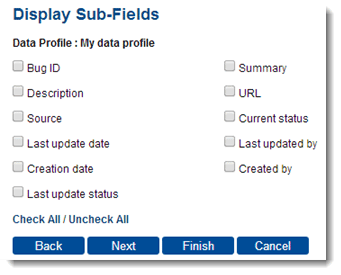 Display Sub-Fields
Data Profile : My data profile
Bug ID Summary
Description URL
Source Current status
Last update date Last updated by
Creation date Created by
Last update status
Check All / Uncheck All
Back Next Finish Cancel